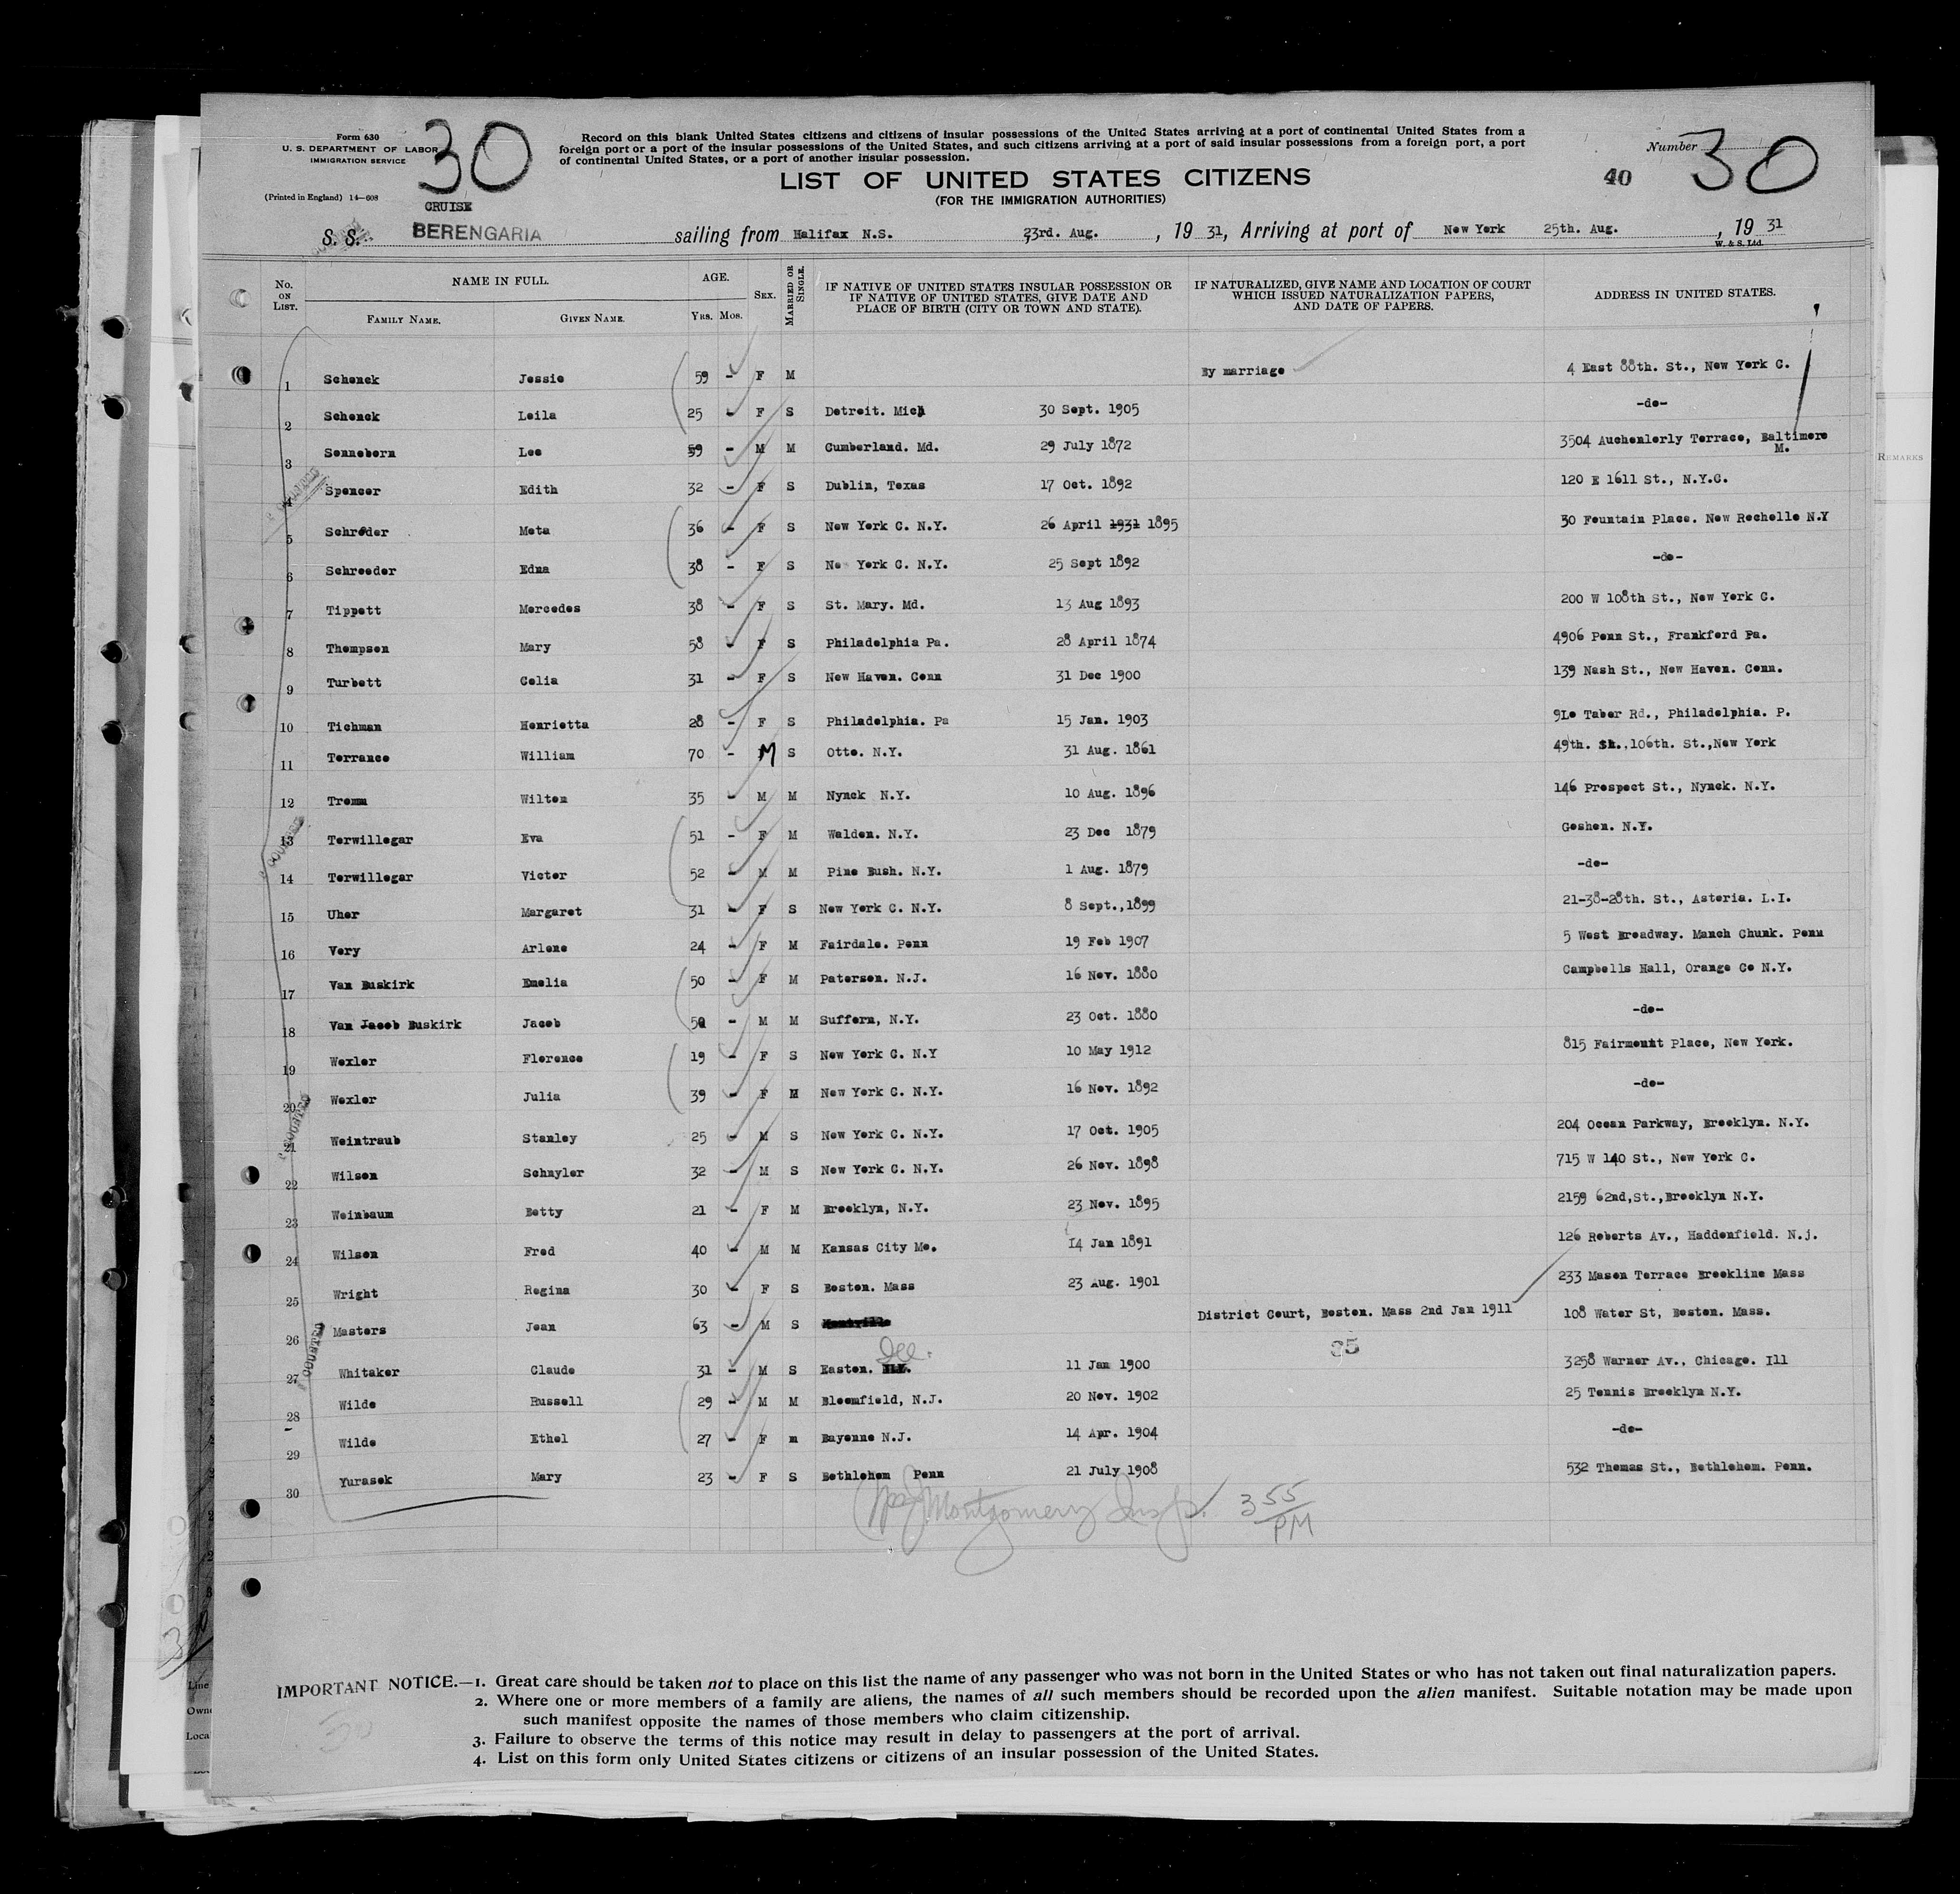 Form 630
U. S. DEPARTMENT OF LABOR
IMMIGRATION SERVICE
(Printed in England) 14—608
30
Record on this blank United States citizens and citizens of insular possessions of the United States arriving at a port of continental United States from a
foreign port or a port of the insular possessions of the United States, and such citizens arriving at a port of said insular possessions from a foreign port, a port
of continental United States, or a port of another insular possession.
LIST OF UNITED STATES CITIZENS
(FOR THE IMMIGRATION AUTHORITIES)
40
Number 30
CRUISE
S. S. BERENGARIA sailing from Halifax N.S. 23rd. Aug. , 19 31, Arriving at port of New York 25th. Aug. , 19 31
W. & S. Ltd.
No. ON LIST. NAME IN FULL. FAMILY NAME. GIVEN NAME. AGE. YRS. MOS. SEX. MARRIED OR SINGLE. IF NATIVE OF UNITED STATES INSULAR POSSESSION OR IF NATIVE OF UNITED STATES, GIVE DATE AND PLACE OF BIRTH (CITY OR TOWN AND STATE). IF NATURALIZED, GIVE NAME AND LOCATION OF COURT WHICH ISSUED NATURALIZATION PAPERS, AND DATE OF PAPERS. ADDRESS IN UNITED STATES.
1 Schenck Jessie 59 - F M By marriage 4 East 88th. St., New York C.
2 Schenck Leila 25 - F S Detroit. Mich 30 Sept. 1905 -do-
3 Sonneborn Lee 59 - M M Cumberland. Md. 29 July 1872 3504 Auchenlorly Terrace, Baltimore M.
4 Spencer Edith 32 - F S Dublin, Texas 17 Oct. 1892 120 E 1611 St., N.Y.C.
5 Schroder Meta 36 - F S New York C. N.Y. 26 April 1931 1895 30 Fountain Place. New Rochelle N.Y
6 Schroeder Edna 38 - F S New York C. N.Y. 25 Sept 1892 -do-
7 Tippett Mercedes 38 - F S St. Mary. Md. 13 Aug 1893 200 W 108th St., New York C.
8 Thompson Mary 58 - F S Philadelphia Pa. 28 April 1874 4906 Penn St., Frankford Pa.
9 Turbett Celia 31 - F S New Haven. Conn 31 Dec 1900 139 Nash St., New Haven. Conn.
10 Tichman Henrietta 28 - F S Philadelphia. Pa 15 Jan. 1903 9Lo Taber Rd., Philadelphia. P.
11 Torrance William 70 - M S Otto. N.Y. 31 Aug. 1861 49th. Sh.,106th. St.,New York
12 Tromm Wilton 35 - M M Nynck N.Y. 10 Aug. 1896 146 Prospect St., Nynck. N.Y.
13 Terwillegar Eva 51 - F M Walden. N.Y. 23 Dec 1879 Goshen. N.Y.
14 Terwillegar Victor 52 - M M Pine Bush. N.Y. 1 Aug. 1879 -do-
15 Uher Margaret 31 - F S New York C. N.Y. 8 Sept.,1899 21-38-28th. St., Astoria. L.I.
16 Very Arlene 24 - F M Fairdale. Penn 19 Feb 1907 5 West Broadway. Manch Chunk. Penn
17 Van Buskirk Emelia 50 - F M Paterson. N.J. 16 Nov. 1880 Campbells Hall, Orange Co N.Y.
18 Van Jacob Buskirk Jacob 50 - M M Suffern, N.Y. 23 Oct. 1880 -do-
19 Wexler Florence 19 - F S New York C. N.Y 10 May 1912 815 Fairmount Place, New York.
20 Wexler Julia 39 - F M New York C. N.Y. 16 Nov. 1892 -do-
21 Weintraub Stanley 25 - M S New York C. N.Y. 17 Oct. 1905 204 Ocean Parkway, Brooklyn. N.Y.
22 Wilson Schnyler 32 - M S New York C. N.Y. 26 Nov. 1898 715 W 140 St., New York C.
23 Weinbaum Betty 21 - F M Brooklyn, N.Y. 23 Nov. 1895 2159 62nd,St.,Brooklyn N.Y.
24 Wilson Fred 40 - M M Kansas City Mo. 14 Jan 1891 126 Roberts Av., Haddonfield. N.j.
25 Wright Regina 30 - F S Boston. Mass 23 Aug. 1901 233 Mason Terrace Brookline Mass
26 Masters Jean 63 - M S District Court, Boston. Mass 2nd Jan 1911 108 Water St, Boston. Mass.
27 Whitaker Claude 31 - M S Easton. Ill. 11 Jan 1900 3258 Warner Av., Chicago. Ill
28 Wilde Russell 29 - M M Bloomfield, N.J. 20 Nov. 1902 25 Tennis Brooklyn N.Y.
29 Wilde Ethel 27 - F m Bayonne N.J. 14 Apr. 1904 -do-
30 Yurasek Mary 23 - F S Bethlehem Penn 21 July 1908 532 Thomas St., Bethlehem. Penn.
Montgomery Insp. 3 55 PM
IMPORTANT NOTICE.—1. Great care should be taken not to place on this list the name of any passenger who was not born in the United States or who has not taken out final naturalization papers.
2. Where one or more members of a family are aliens, the names of all such members should be recorded upon the alien manifest. Suitable notation may be made upon
such manifest opposite the names of those members who claim citizenship.
3. Failure to observe the terms of this notice may result in delay to passengers at the port of arrival.
4. List on this form only United States citizens or citizens of an insular possession of the United States.
REMARKS